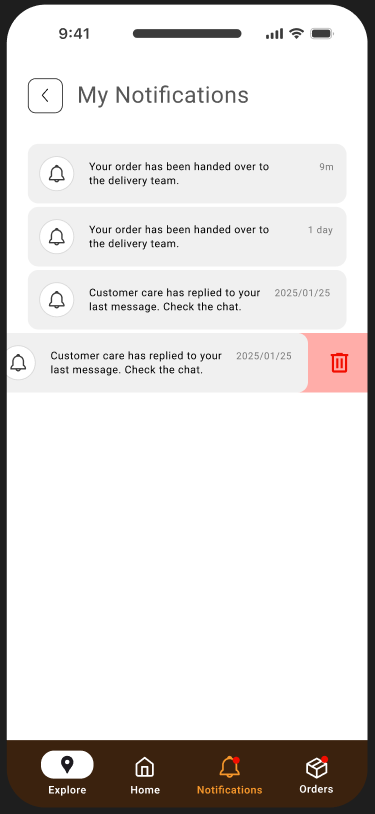 9:41
My Notifications
Your order has been handed over to
the delivery team.
9m
Your order has been handed over to
the delivery team.
1 day
Customer care has replied to your
last message. Check the chat.
2025/01/25
Customer care has replied to your
last message. Check the chat.
2025/01/25
Explore
Home
Notifications
Orders